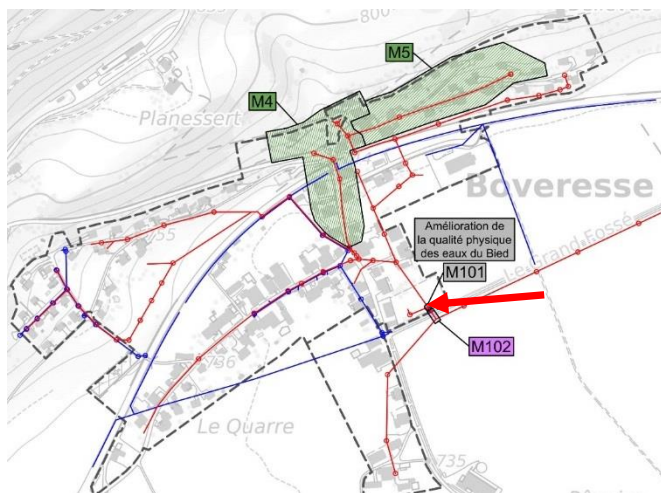 800
M5
M4
Planessert
Boveresse
755
Amélioration de
la qualité physique
des eaux du Bied
Le Grand Fossé
M101
M102
736
Le Quarre
735